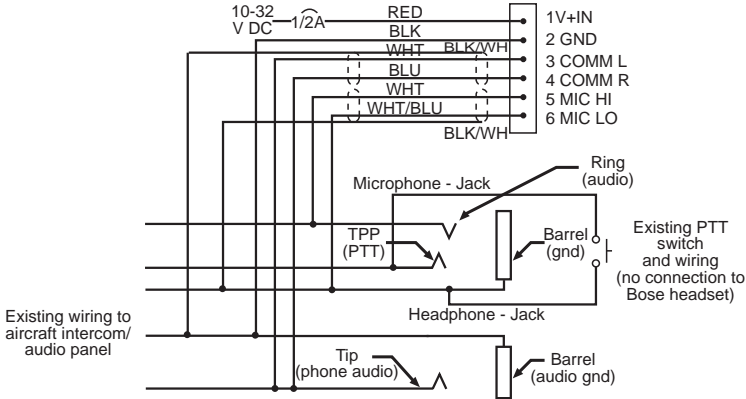 10-32
V DC
1/2A
RED
BLK
WHT
BLK/WH
BLU
WHT
WHT/BLU
BLK/WH
1V+IN
2 GND
3 COMM L
4 COMM R
5 MIC HI
6 MIC LO
Microphone - Jack
Ring
(audio)
TPP
(PTT)
Barrel
(gnd)
Existing PTT
switch
and wiring
(no connection to
Bose headset)
Headphone - Jack
Existing wiring to
aircraft intercom/
audio panel
Tip
(phone audio)
Barrel
(audio gnd)